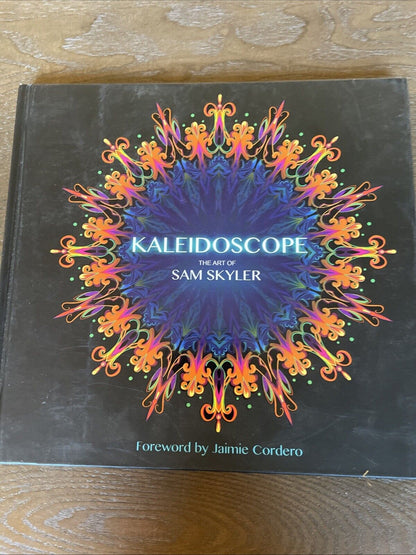 KALEIDOSCOPE
THE ART OF
SAM SKYLER
Foreword by Jaimie Cordero